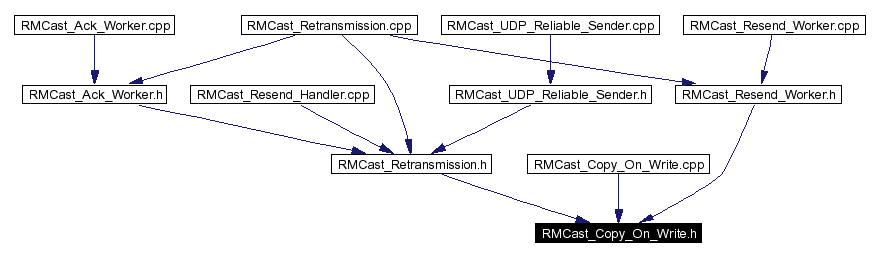 RMCast_Ack_Worker.cpp
RMCast_Retransmission.cpp
RMCast_UDP_Reliable_Sender.cpp
RMCast_Resend_Worker.cpp
RMCast_Ack_Worker.h
RMCast_Resend_Handler.cpp
RMCast_UDP_Reliable_Sender.h
RMCast_Resend_Worker.h
RMCast_Retransmission.h
RMCast_Copy_On_Write.cpp
RMCast_Copy_On_Write.h